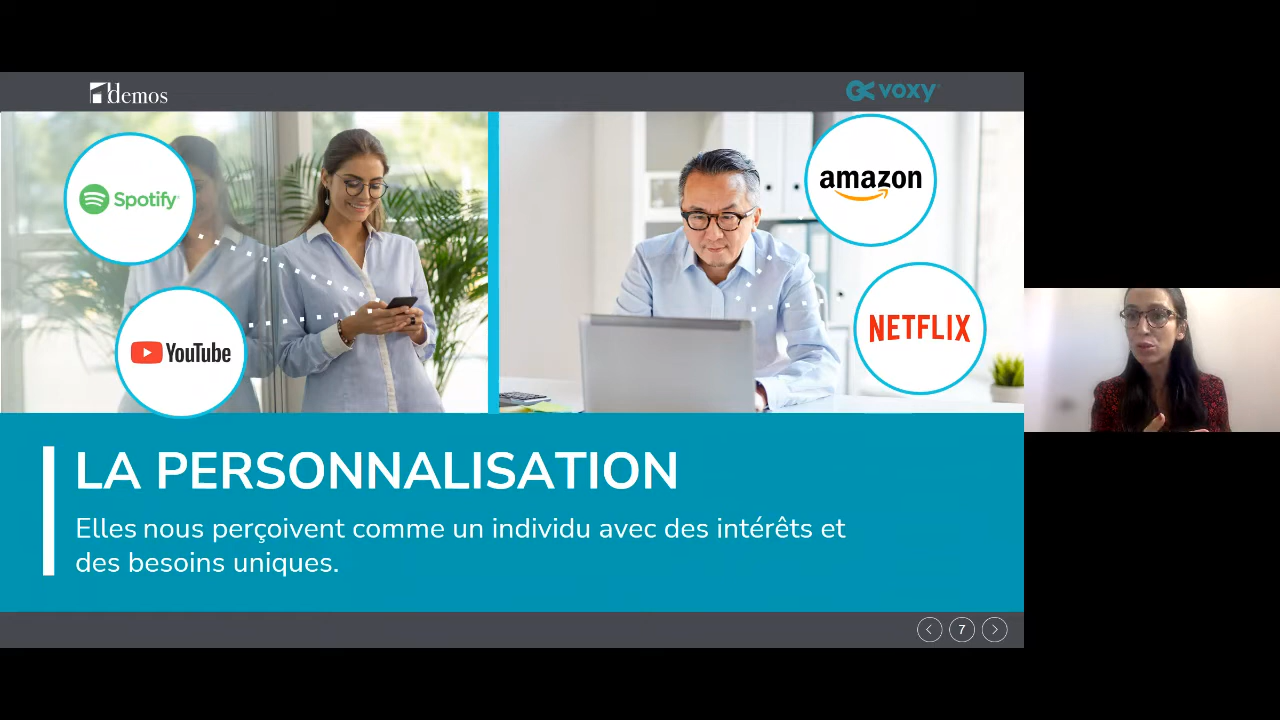 demos
voxy
Spotify
YouTube
amazon
NETFLIX
LA PERSONNALISATION
Elles nous perçoivent comme un individu avec des intérêts et
des besoins uniques.
7